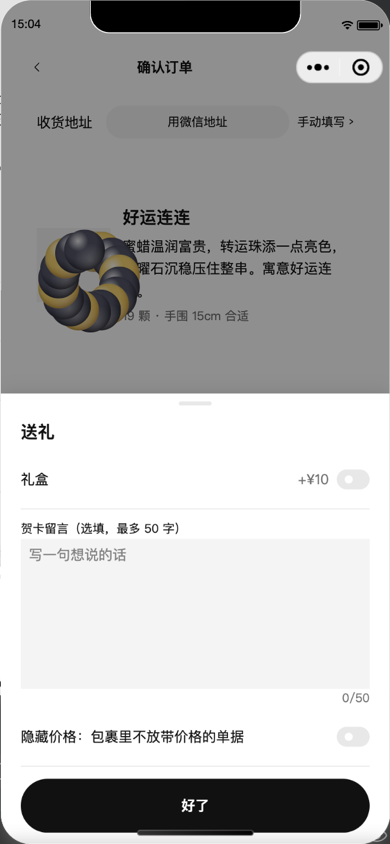 15:04
确认订单
收货地址
用微信地址
手动填写 >
好运连连
蜜蜡温润富贵，转运珠添一点亮色，
曜石沉稳压住整串。寓意好运连
。
19 颗 · 手围 15cm 合适
送礼
礼盒
+¥10
贺卡留言（选填，最多 50 字）
写一句想说的话
0/50
隐藏价格：包裹里不放带价格的单据
好了